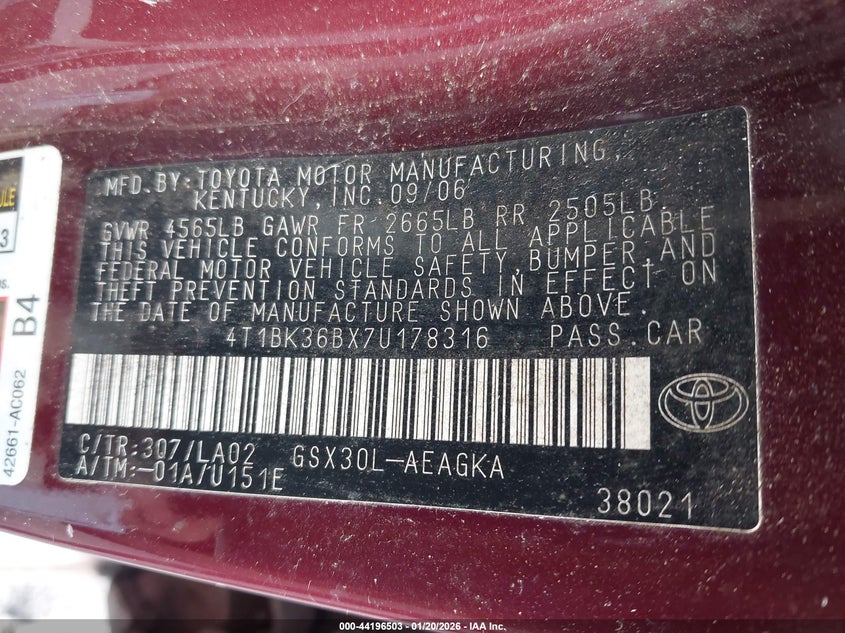 MFD. BY: TOYOTA MOTOR MANUFACTURING,
KENTUCKY, INC. 09/06
GVWR 4565LB GAWR FR 2665LB RR 2505LB
THIS VEHICLE CONFORMS TO ALL APPLICABLE
FEDERAL MOTOR VEHICLE SAFETY, BUMPER, AND
THEFT PREVENTION STANDARDS IN EFFECT ON
THE DATE OF MANUFACTURE SHOWN ABOVE.
4T1BK36BX7U178316 PASS. CAR
C/TR: 3Q7/LA02 GSX30L-AEAGKA
A/TM:-01A/U151E
38021
3
B4
42661-AC062
000-44196503 - 01/20/2026 - IAA Inc.